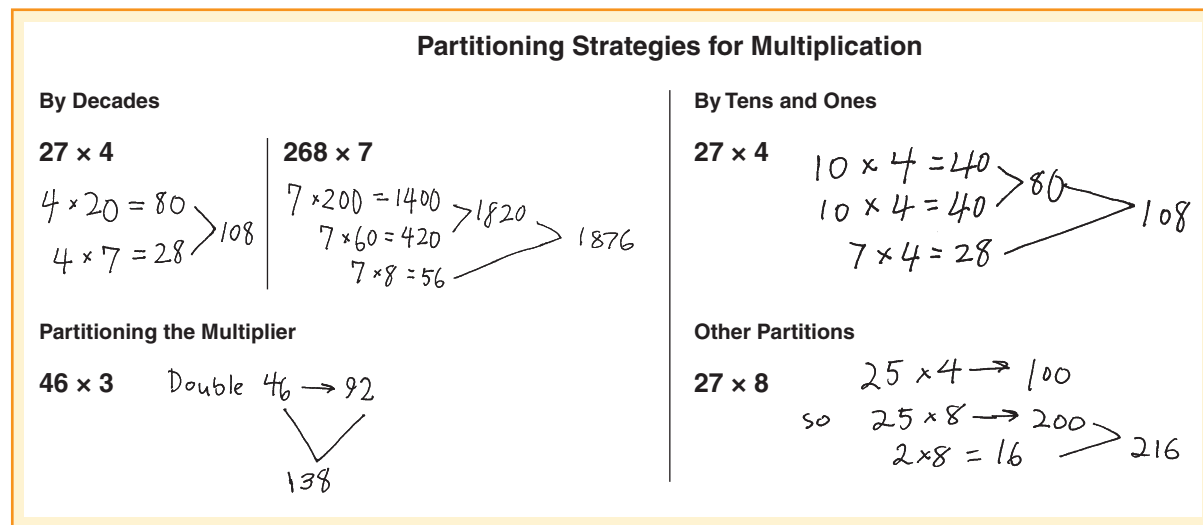 Partitioning Strategies for Multiplication
By Decades
27 × 4
4 × 20 = 80
4 × 7 = 28
108
268 × 7
7 × 200 = 1400
7 × 60 = 420
1820
7 × 8 = 56
1876
By Tens and Ones
27 × 4
10 × 4 = 40
10 × 4 = 40
80
7 × 4 = 28
108
Partitioning the Multiplier
46 × 3
Double 46 → 92
138
Other Partitions
27 × 8
25 × 4 → 100
so 25 × 8 → 200
2 × 8 = 16
216